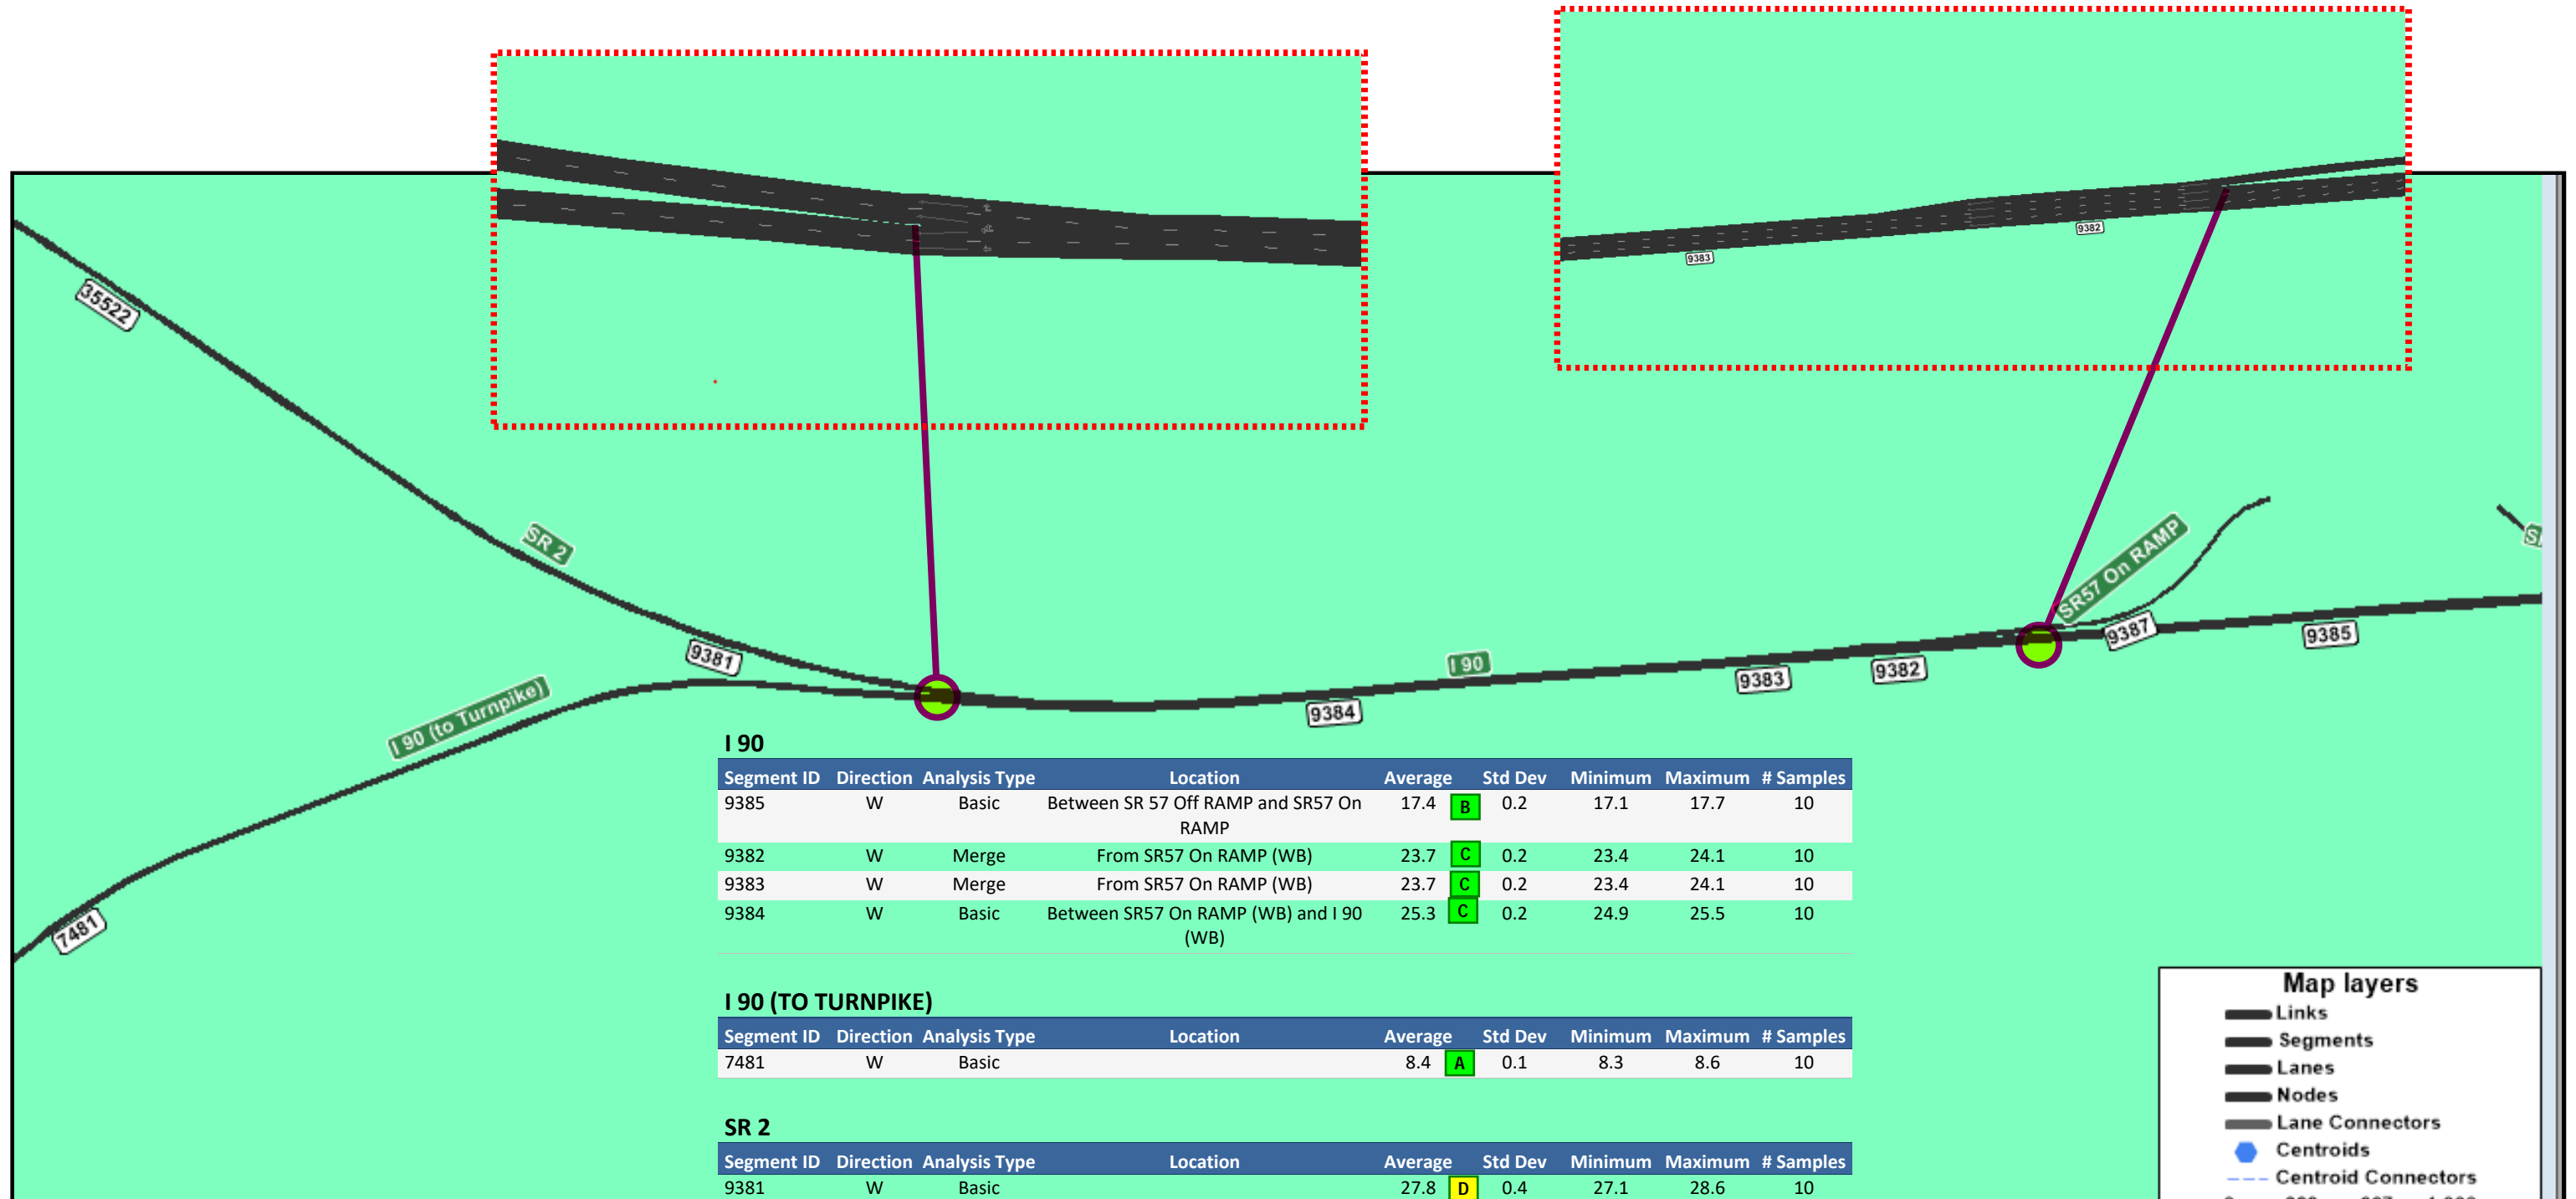 9382
9383
35522
SR 2
SR57 On RAMP
9381
9387
9385
I 90
9382
9383
I 90 (to Turnpike)
9384
7481
I 90
Segment ID Direction Analysis Type Location Average Std Dev Minimum Maximum # Samples
9385 W Basic Between SR 57 Off RAMP and SR57 On 17.4 B 0.2 17.1 17.7 10
RAMP
9382 W Merge From SR57 On RAMP (WB) 23.7 C 0.2 23.4 24.1 10
9383 W Merge From SR57 On RAMP (WB) 23.7 C 0.2 23.4 24.1 10
9384 W Basic Between SR57 On RAMP (WB) and I 90 25.3 C 0.2 24.9 25.5 10
(WB)
I 90 (TO TURNPIKE)
Segment ID Direction Analysis Type Location Average Std Dev Minimum Maximum # Samples
7481 W Basic 8.4 A 0.1 8.3 8.6 10
SR 2
Segment ID Direction Analysis Type Location Average Std Dev Minimum Maximum # Samples
9381 W Basic 27.8 D 0.4 27.1 28.6 10
Map layers
Links
Segments
Lanes
Nodes
Lane Connectors
Centroids
Centroid Connectors